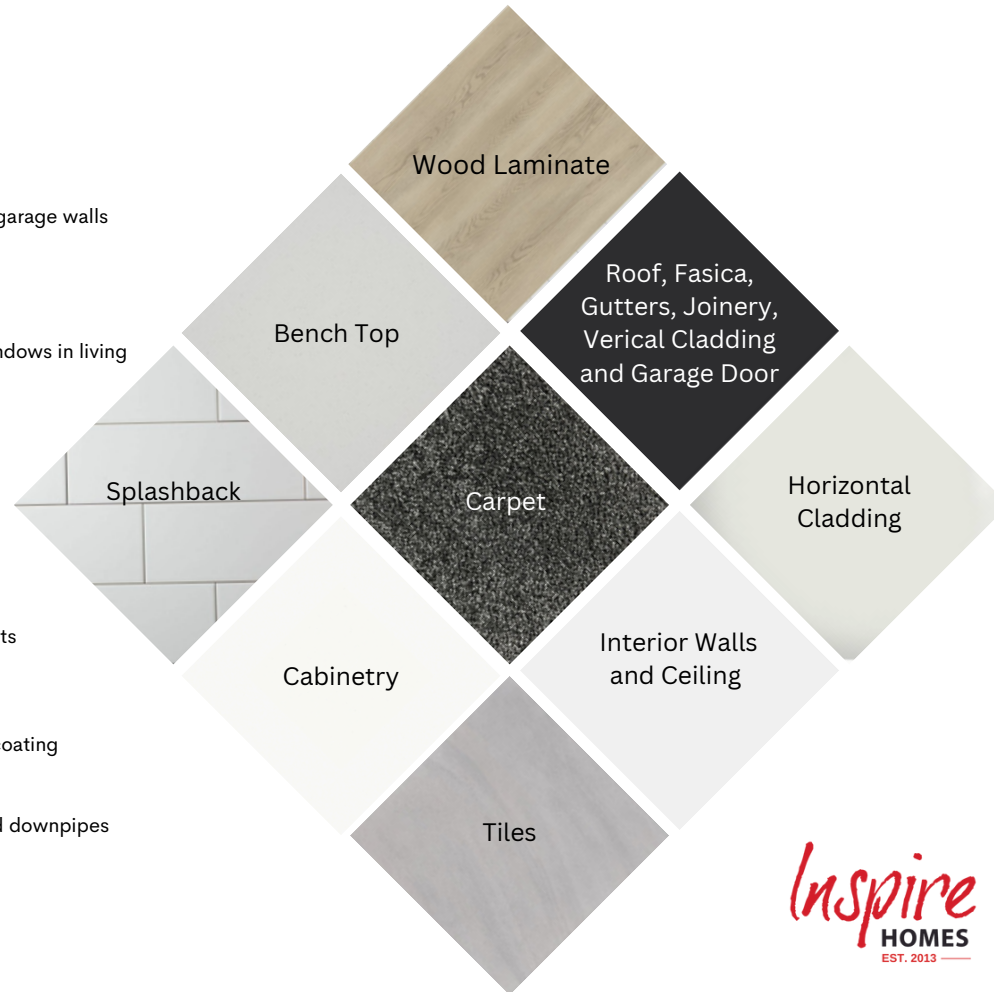 Wood Laminate
garage walls
Roof, Fasica,
Gutters, Joinery,
Verical Cladding
and Garage Door
Bench Top
ndows in living
Splashback
Carpet
Horizontal
Cladding
ts
Interior Walls
and Ceiling
Cabinetry
coating
d downpipes
Tiles
Inspire
HOMES
EST. 2013